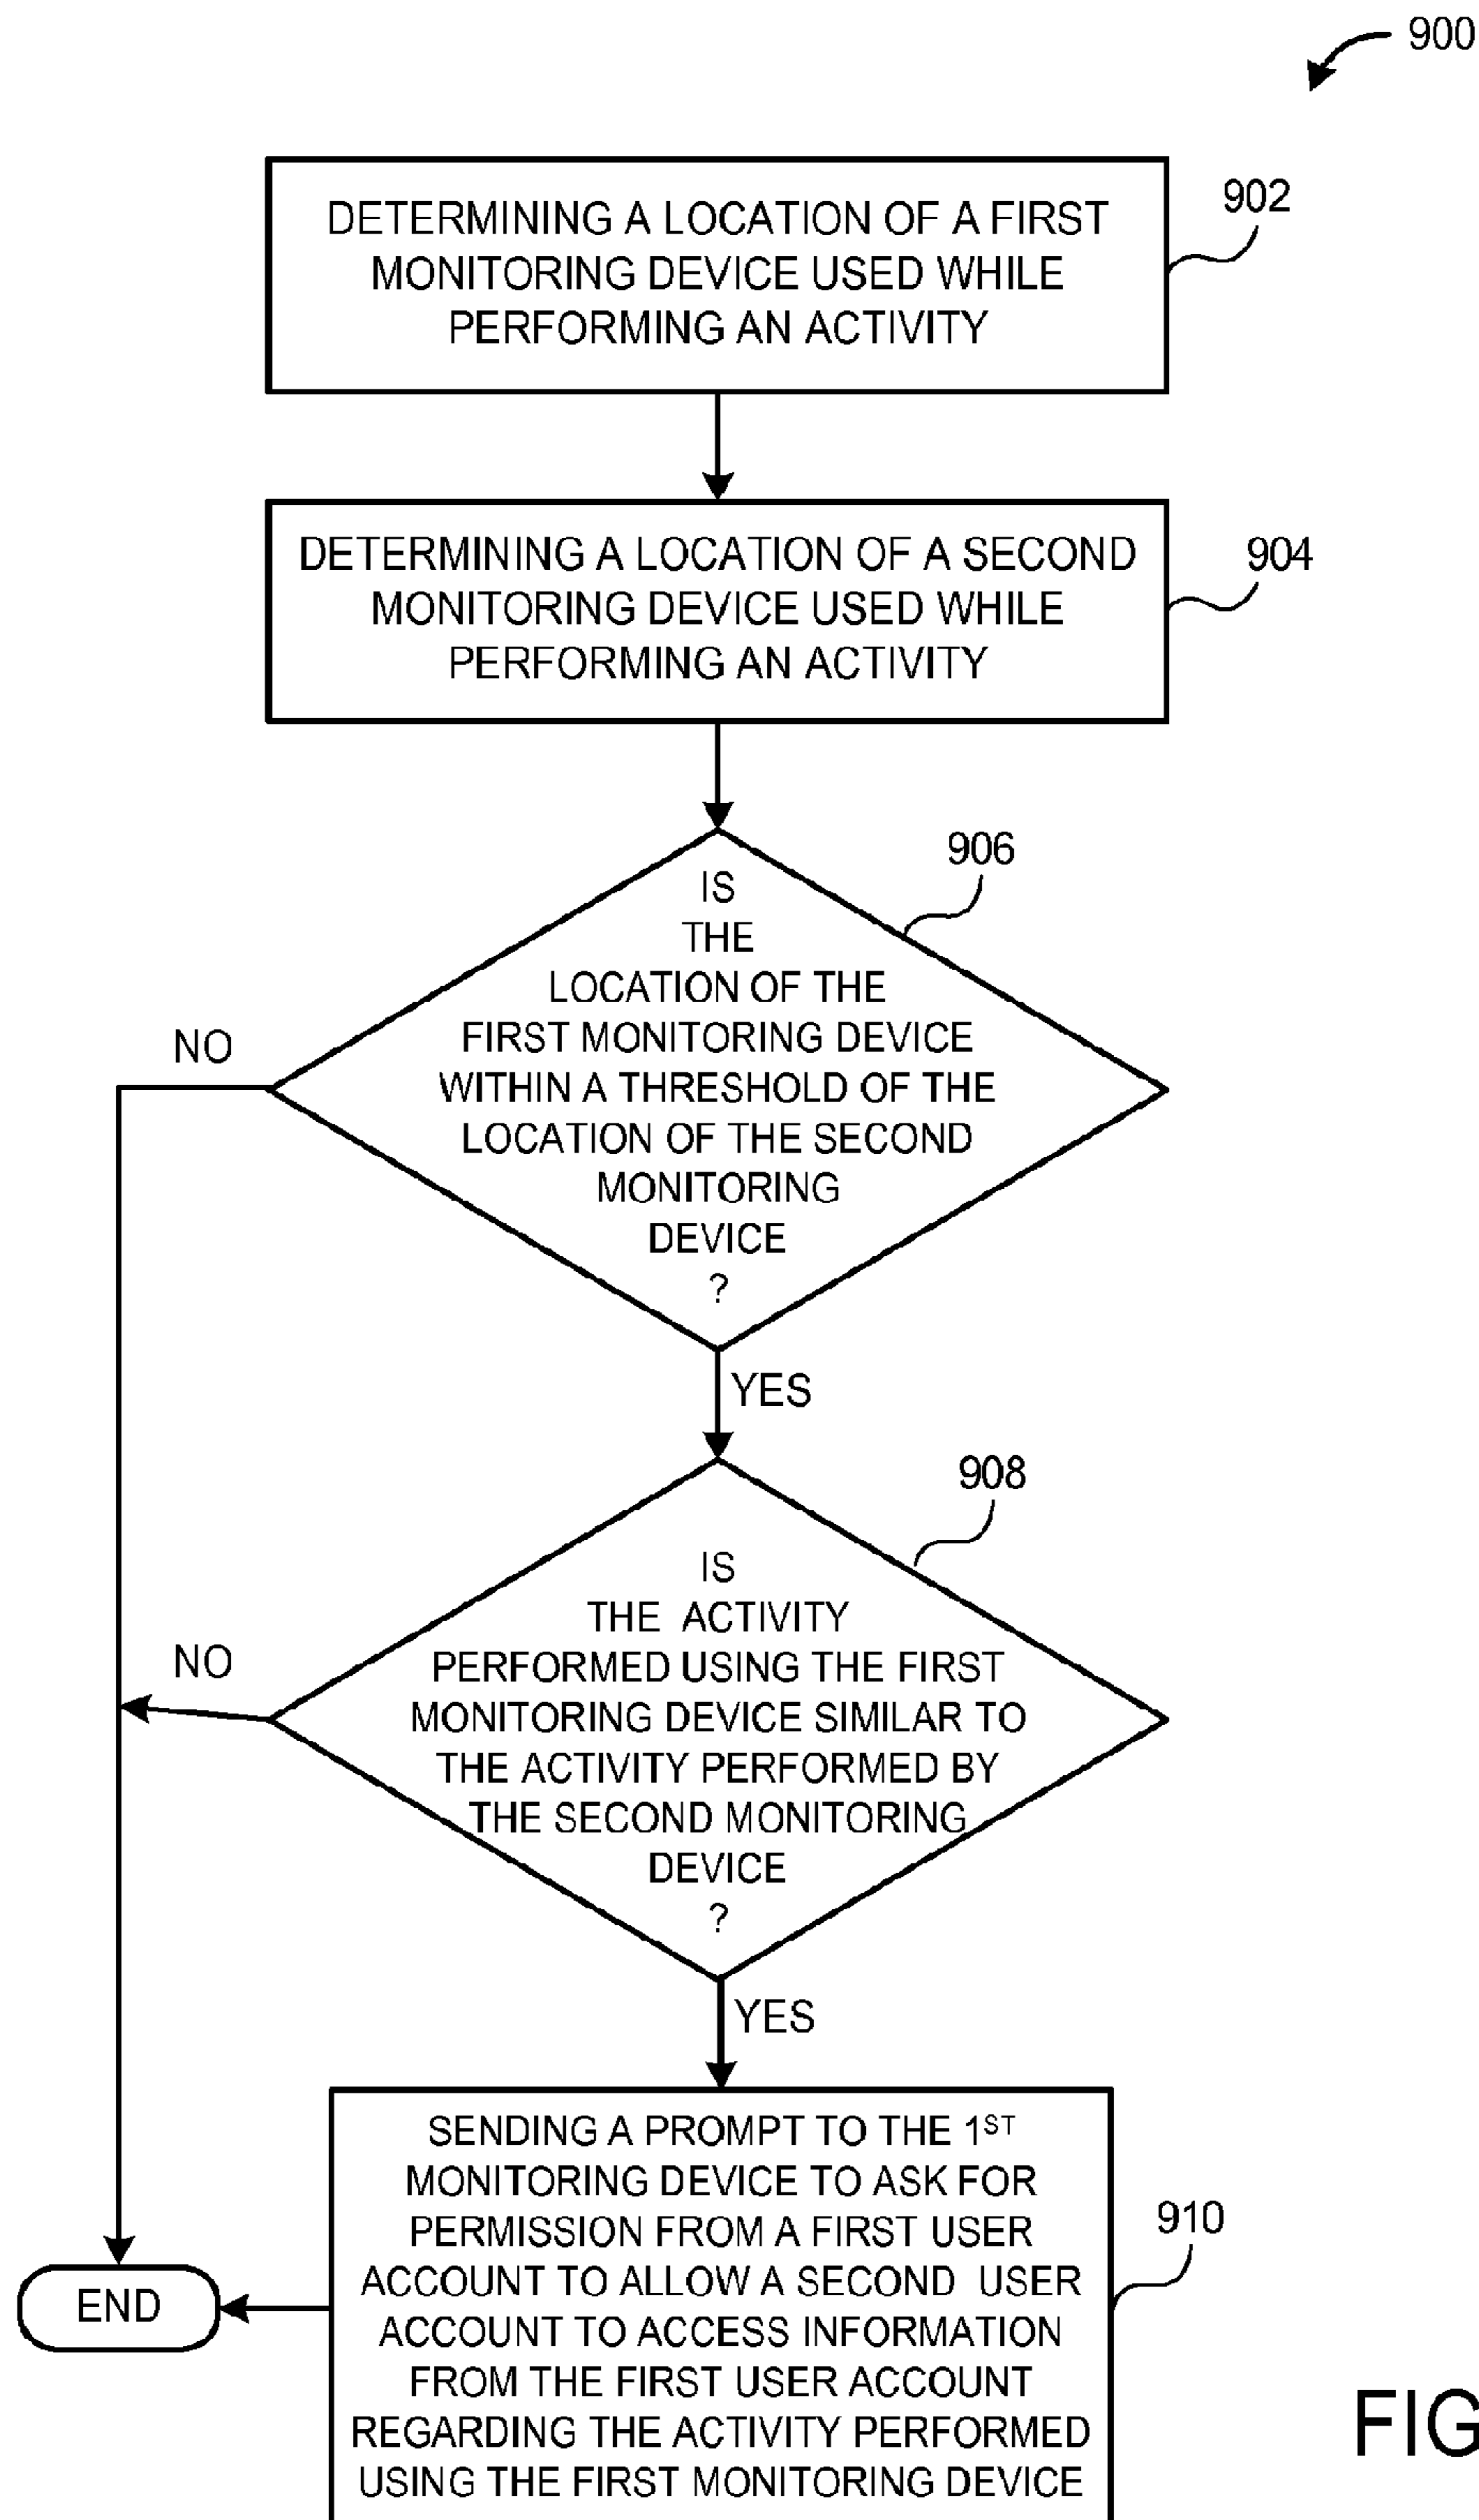 900
DETERMINING A LOCATION OF A FIRST
MONITORING DEVICE USED WHILE
PERFORMING AN ACTIVITY
902
DETERMINING A LOCATION OF A SECOND
MONITORING DEVICE USED WHILE
PERFORMING AN ACTIVITY
904
906
IS
THE
LOCATION OF THE
FIRST MONITORING DEVICE
WITHIN A THRESHOLD OF THE
LOCATION OF THE SECOND
MONITORING
DEVICE
?
NO
YES
908
IS
THE ACTIVITY
PERFORMED USING THE FIRST
MONITORING DEVICE SIMILAR TO
THE ACTIVITY PERFORMED BY
THE SECOND MONITORING
DEVICE
?
NO
YES
SENDING A PROMPT TO THE 1ST
MONITORING DEVICE TO ASK FOR
PERMISSION FROM A FIRST USER
ACCOUNT TO ALLOW A SECOND USER
ACCOUNT TO ACCESS INFORMATION
FROM THE FIRST USER ACCOUNT
REGARDING THE ACTIVITY PERFORMED
USING THE FIRST MONITORING DEVICE
910
END
FIG